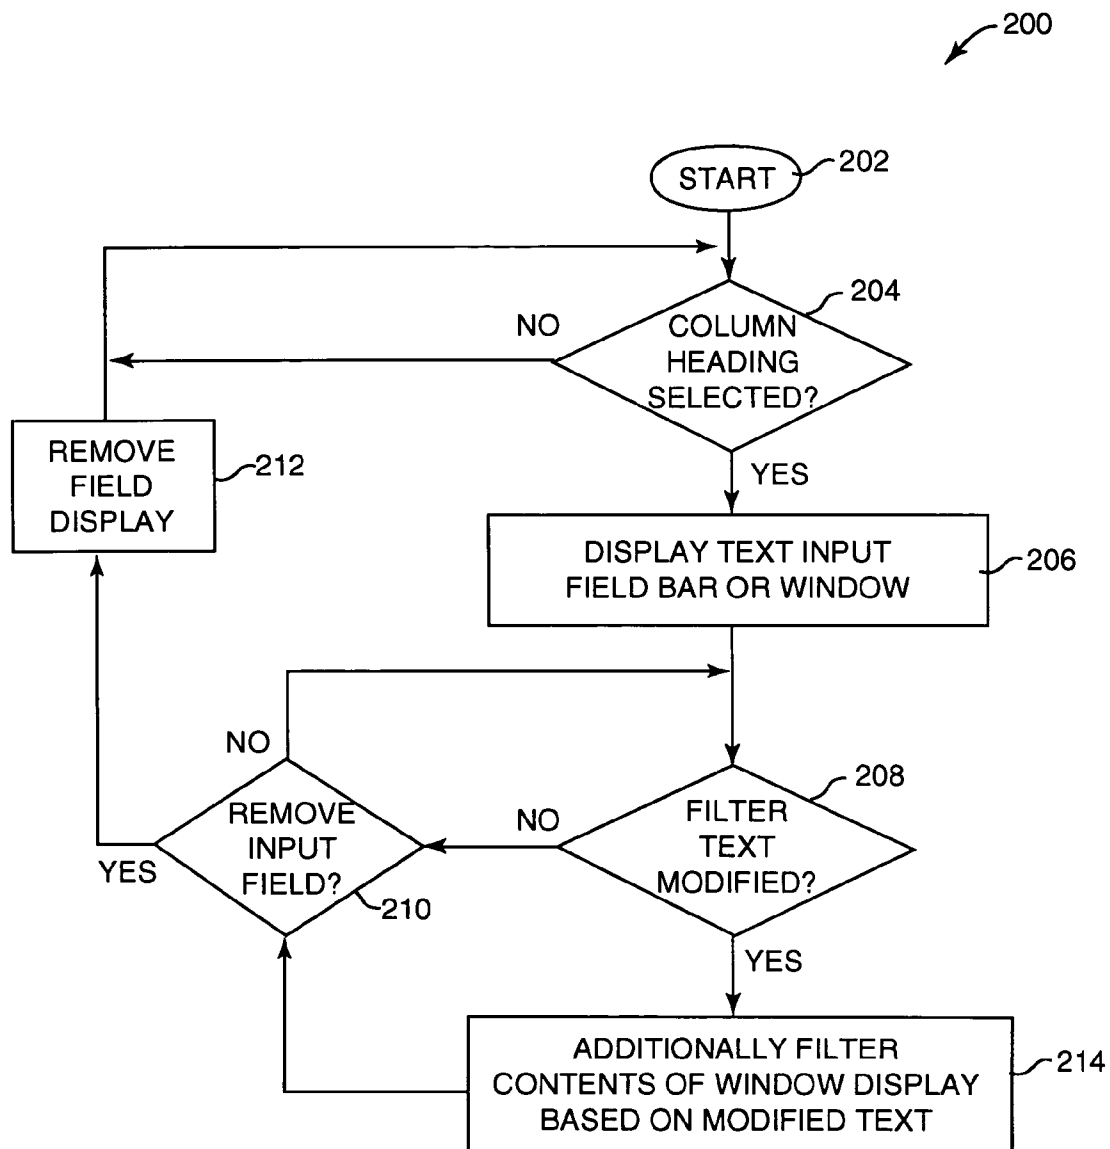 200
START
202
204
NO
COLUMN
HEADING
SELECTED?
REMOVE
FIELD
DISPLAY
212
YES
DISPLAY TEXT INPUT
FIELD BAR OR WINDOW
206
NO
208
REMOVE
INPUT
FIELD?
NO
FILTER
TEXT
MODIFIED?
YES
210
YES
ADDITIONALLY FILTER
CONTENTS OF WINDOW DISPLAY
BASED ON MODIFIED TEXT
214